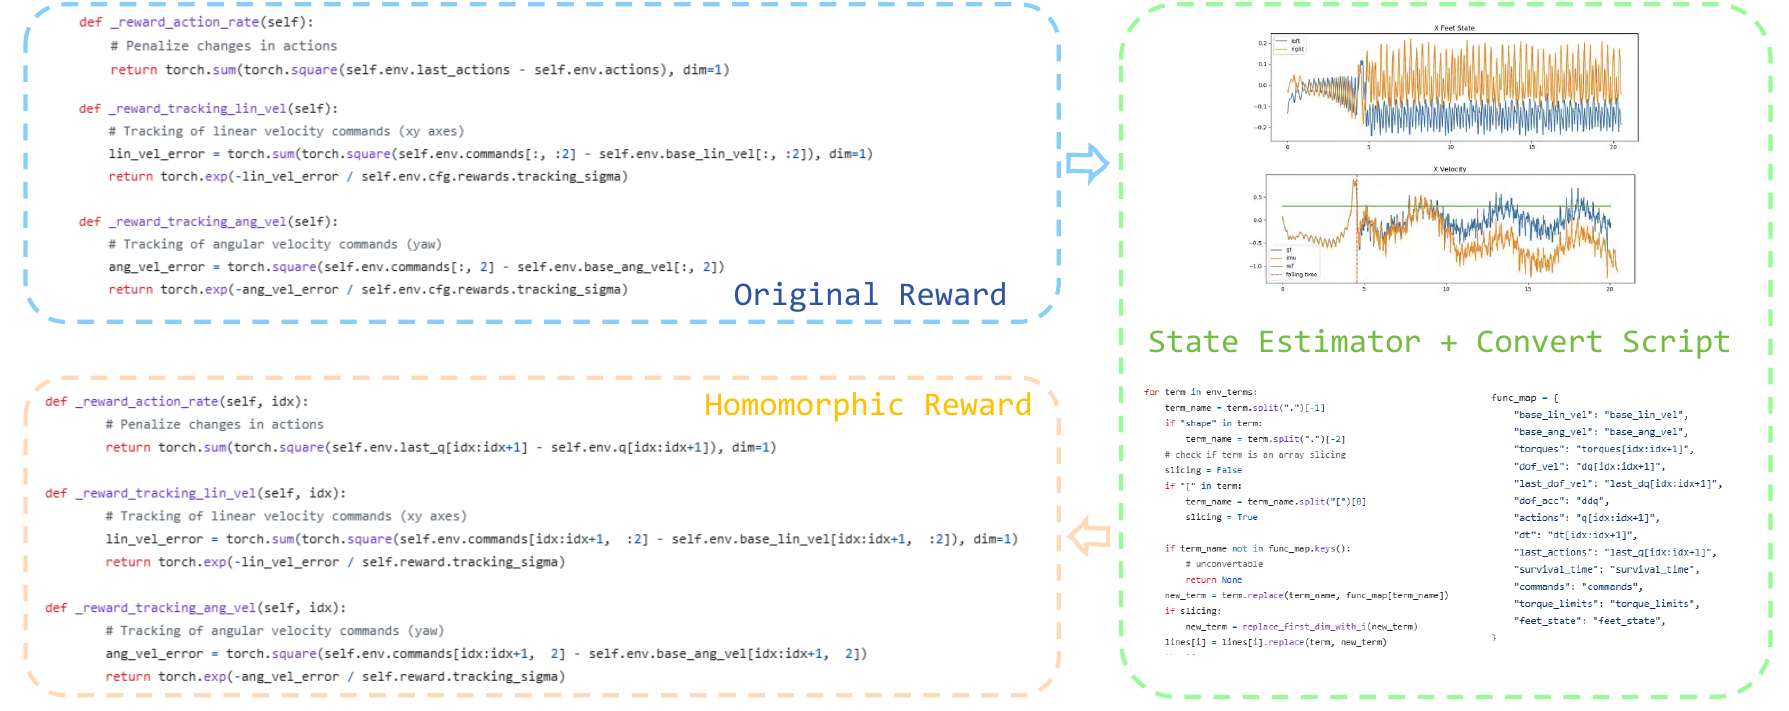 def _reward_action_rate(self):
# Penalize changes in actions
return torch.sum(torch.square(self.env.last_actions - self.env.actions), dim=1)
def _reward_tracking_lin_vel(self):
# Tracking of linear velocity commands (xy axes)
lin_vel_error = torch.sum(torch.square(self.env.commands[:, :2] - self.env.base_lin_vel[:, :2]), dim=1)
return torch.exp(-lin_vel_error / self.env.cfg.rewards.tracking_sigma)
def _reward_tracking_ang_vel(self):
# Tracking of angular velocity commands (yaw)
ang_vel_error = torch.square(self.env.commands[:, 2] - self.env.base_ang_vel[:, 2])
return torch.exp(-ang_vel_error / self.env.cfg.rewards.tracking_sigma)
Original Reward
X Feet State
left
right
0.2
0.1
0.0
-0.1
-0.2
0 5 10 15 20
X Velocity
0.5
0.0
-0.5
-1.0
gt
imu
ref
falling time
0 5 10 15 20
State Estimator + Convert Script
for term in env_terms:
term_name = term.split(".")[-1]
if "shape" in term:
term_name = term.split(".")[-2]
# check if term is an array slicing
slicing = False
if "[" in term:
term_name = term_name.split("[")[0]
slicing = True
if term_name not in func_map.keys():
# unconvertable
return None
new_term = term.replace(term_name, func_map[term_name])
if slicing:
new_term = replace_first_dim_with_i(new_term)
lines[i] = lines[i].replace(term, new_term)
func_map = {
"base_lin_vel": "base_lin_vel",
"base_ang_vel": "base_ang_vel",
"torques": "torques[idx:idx+1]",
"dof_vel": "dq[idx:idx+1]",
"last_dof_vel": "last_dq[idx:idx+1]",
"dof_acc": "ddq",
"actions": "q[idx:idx+1]",
"dt": "dt[idx:idx+1]",
"last_actions": "last_q[idx:idx+1]",
"survival_time": "survival_time",
"commands": "commands",
"torque_limits": "torque_limits",
"feet_state": "feet_state",
}
Homomorphic Reward
def _reward_action_rate(self, idx):
# Penalize changes in actions
return torch.sum(torch.square(self.env.last_q[idx:idx+1] - self.env.q[idx:idx+1]), dim=1)
def _reward_tracking_lin_vel(self, idx):
# Tracking of linear velocity commands (xy axes)
lin_vel_error = torch.sum(torch.square(self.env.commands[idx:idx+1, :2] - self.env.base_lin_vel[idx:idx+1, :2]), dim=1)
return torch.exp(-lin_vel_error / self.reward.tracking_sigma)
def _reward_tracking_ang_vel(self, idx):
# Tracking of angular velocity commands (yaw)
ang_vel_error = torch.square(self.env.commands[idx:idx+1, 2] - self.env.base_ang_vel[idx:idx+1, 2])
return torch.exp(-ang_vel_error / self.reward.tracking_sigma)